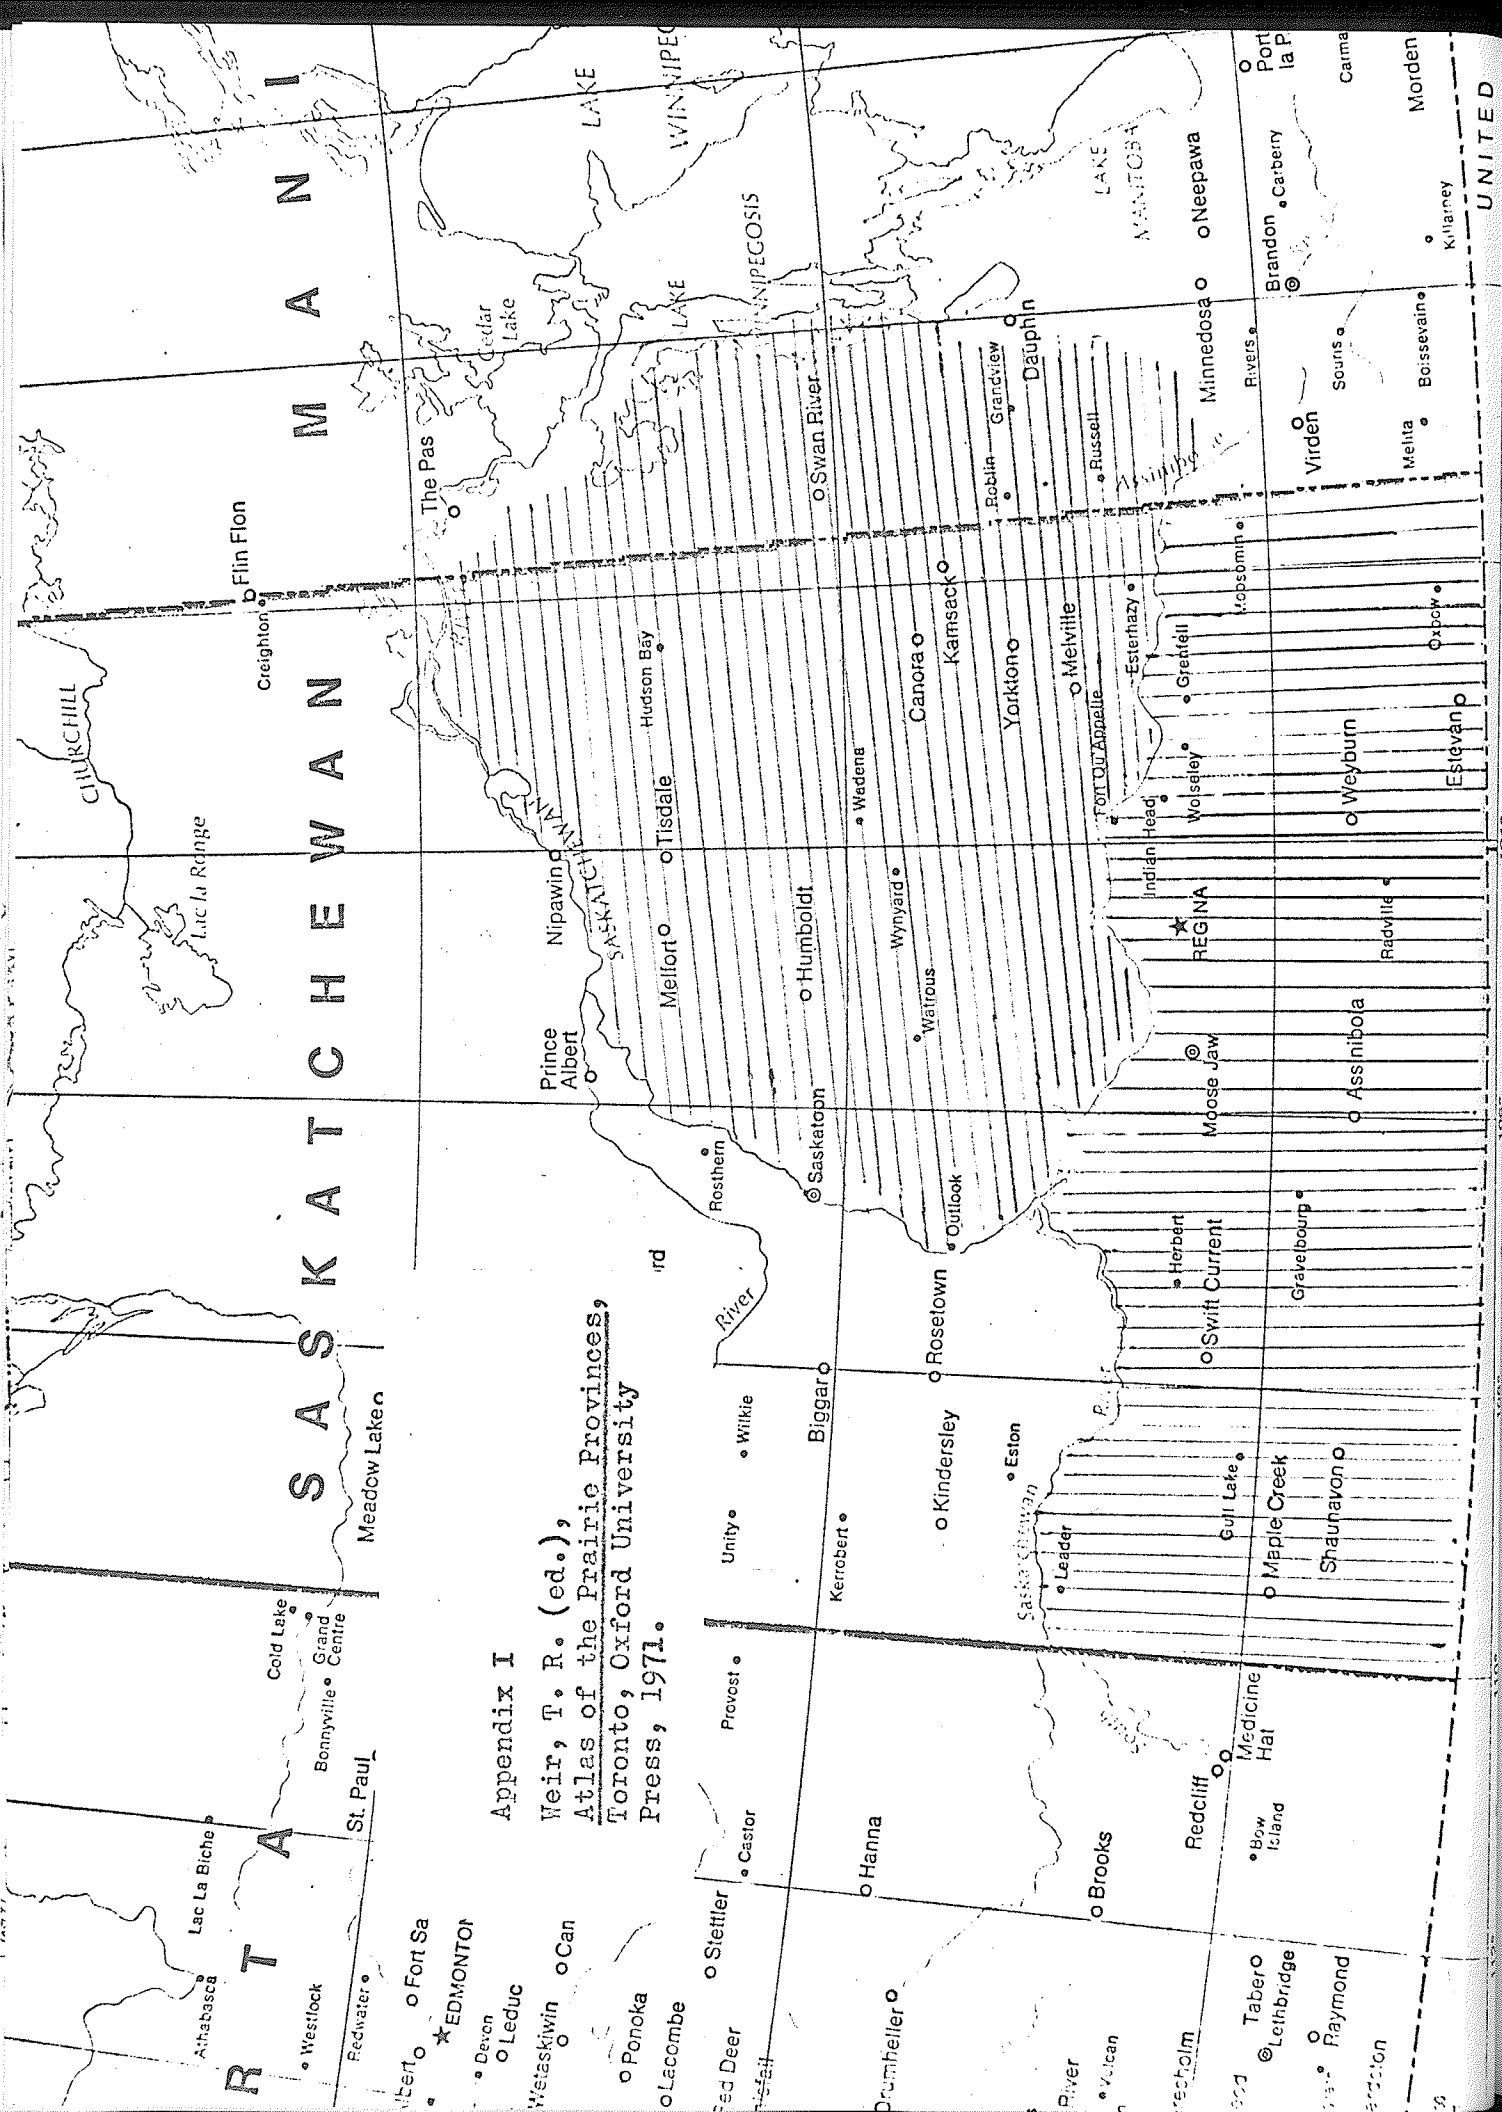 S A S K A T C H E W A N
M A N I
R T A
CHURCHILL
Lac la Ronge
Creighton
Flin Flon
The Pas
Cedar
Lake
LAKE
WINNIPEG
LAKE
WINNIPEGOSIS
LAKE
MANITOBA
Athabasca
Lac La Biche
Westlock
Redwater
St. Paul
Bonnyville
Grand
Centre
Cold Lake
Meadow Lake
Fort Sa
EDMONTON
Devon
Leduc
Wetaskiwin
Can
Ponoka
Lacombe
Stettler
Castor
Provost
Unity
Wilkie
Appendix I
Weir, T. R. (ed.),
Atlas of the Prairie Provinces,
Toronto, Oxford University
Press, 1971.
rd
River
Rosthern
Prince
Albert
Nipawin
SASKATCHEWAN
Melfort
Tisdale
Hudson Bay
Saskatoon
Humboldt
Biggar
Kerrobert
Hanna
Drumheller
Kindersley
Rosetown
Outlook
Watrous
Wynyard
Wadena
Canora
Kamsack
Swan River
Yorkton
Roblin
Grandview
Dauphin
Eston
Saskatchewan
Leader
Brooks
Melville
Fort Qu'Appelle
Esterhazy
Russell
Minnedosa
Neepawa
Redcliff
Medicine
Hat
Bow
Island
Gull Lake
Maple Creek
Shaunavon
Swift Current
Herbert
Gravelbourg
Moose Jaw
REGINA
Indian Head
Wolseley
Grenfell
Moosomin
Rivers
Brandon
Carberry
Port
la P
Virden
Souris
Carma
Assiniboia
Radville
Weyburn
Estevan
Oxbow
Melita
Boissevain
Killarney
Morden
Taber
Lethbridge
Raymond
River
Vulcan
UNITED